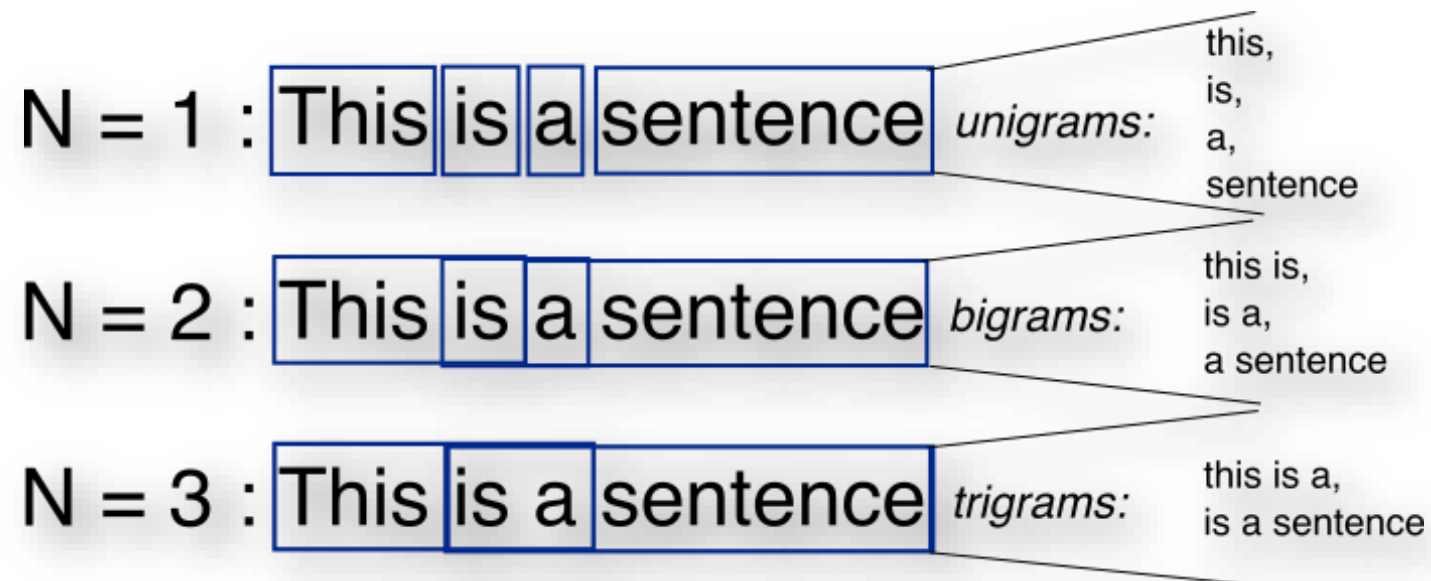 N = 1 : This is a sentence unigrams:
this,
is,
a,
sentence
N = 2 : This is a sentence bigrams:
this is,
is a,
a sentence
N = 3 : This is a sentence trigrams:
this is a,
is a sentence